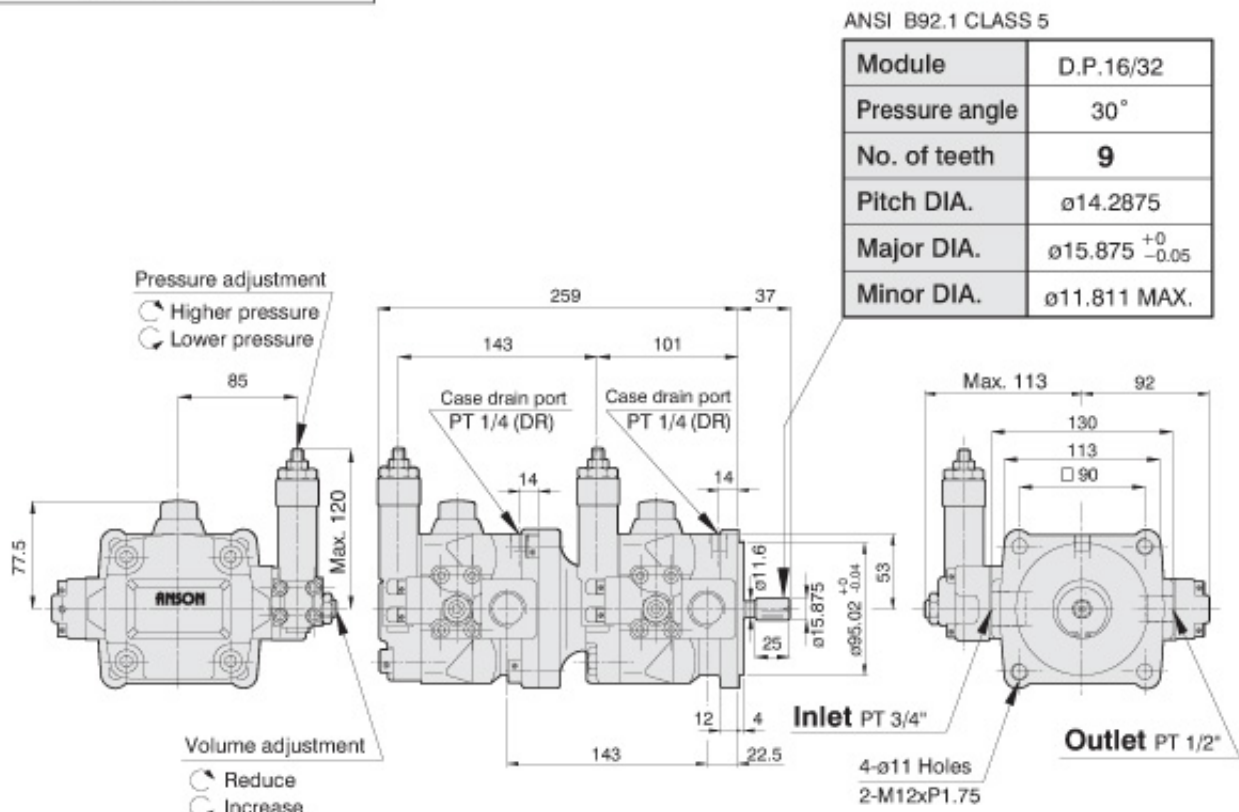 ANSI B92.1 CLASS 5
Module D.P.16/32
Pressure angle 30°
No. of teeth 9
Pitch DIA. ø14.2875
Major DIA. ø15.875 +0 -0.05
Minor DIA. ø11.811 MAX.
Pressure adjustment
Higher pressure
Lower pressure
85
77.5
Max. 120
ANSON
Volume adjustment
Reduce
Increase
259
37
143
101
Case drain port
PT 1/4 (DR)
Case drain port
PT 1/4 (DR)
14
14
ø11.6
ø15.875
ø95.02 +0 -0.04
25
12
4
143
22.5
Max. 113
92
130
113
□ 90
53
Inlet PT 3/4"
Outlet PT 1/2"
4-ø11 Holes
2-M12xP1.75